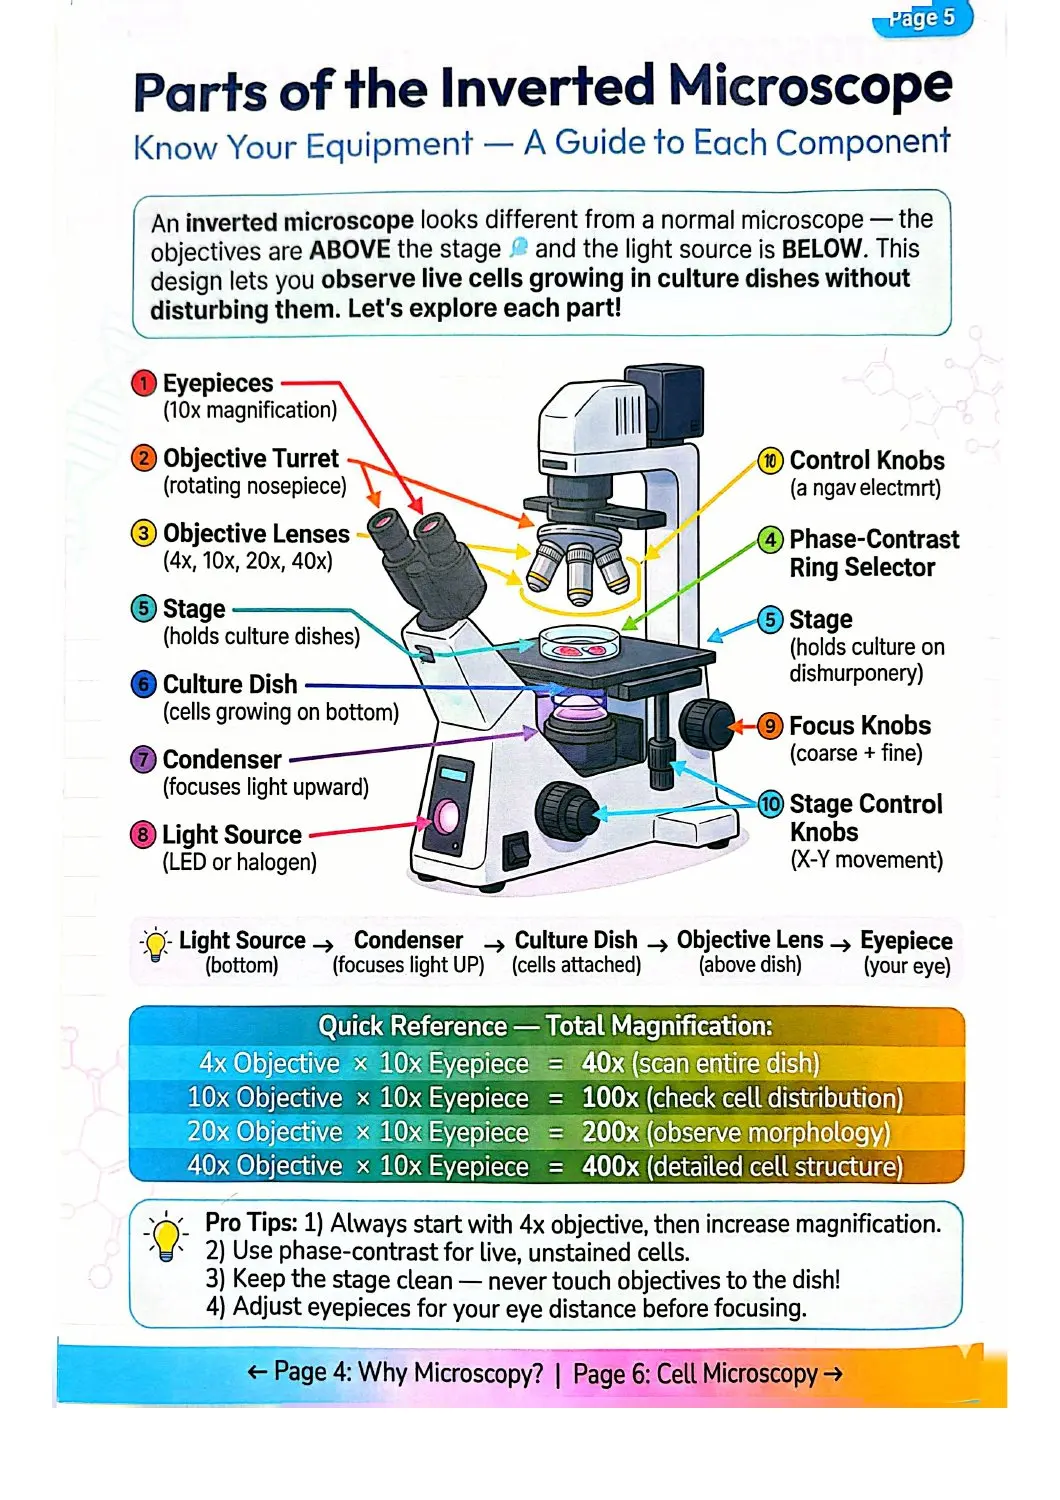 Page 5
Parts of the Inverted Microscope
Know Your Equipment — A Guide to Each Component
An inverted microscope looks different from a normal microscope — the
objectives are ABOVE the stage and the light source is BELOW. This
design lets you observe live cells growing in culture dishes without
disturbing them. Let's explore each part!
1 Eyepieces
(10x magnification)
2 Objective Turret
(rotating nosepiece)
3 Objective Lenses
(4x, 10x, 20x, 40x)
5 Stage
(holds culture dishes)
6 Culture Dish
(cells growing on bottom)
7 Condenser
(focuses light upward)
8 Light Source
(LED or halogen)
10 Control Knobs
(a ngav electmrt)
4 Phase-Contrast
Ring Selector
5 Stage
(holds culture on
dismurponery)
9 Focus Knobs
(coarse + fine)
10 Stage Control
Knobs
(X-Y movement)
Light Source → Condenser → Culture Dish → Objective Lens → Eyepiece
(bottom) (focuses light UP) (cells attached) (above dish) (your eye)
Quick Reference — Total Magnification:
4x Objective × 10x Eyepiece = 40x (scan entire dish)
10x Objective × 10x Eyepiece = 100x (check cell distribution)
20x Objective × 10x Eyepiece = 200x (observe morphology)
40x Objective × 10x Eyepiece = 400x (detailed cell structure)
Pro Tips: 1) Always start with 4x objective, then increase magnification.
2) Use phase-contrast for live, unstained cells.
3) Keep the stage clean — never touch objectives to the dish!
4) Adjust eyepieces for your eye distance before focusing.
← Page 4: Why Microscopy? | Page 6: Cell Microscopy →